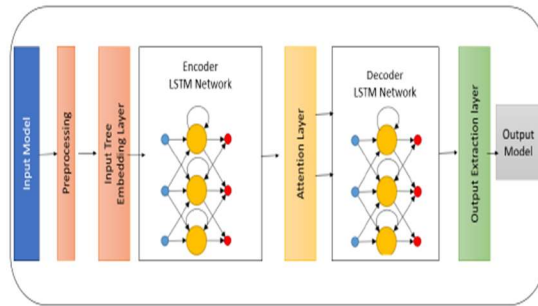 Input Model
Preprocessing
Input Tree
Embedding Layer
Encoder
LSTM Network
Attention Layer
Decoder
LSTM Network
Output Extraction layer
Output
Model